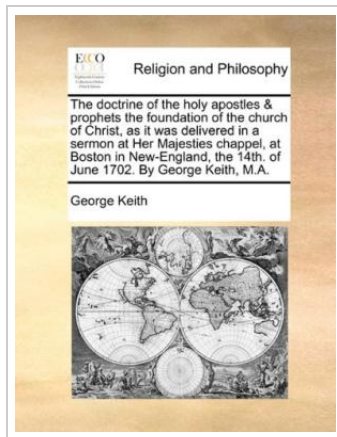 ECCO
Religion and Philosophy
The doctrine of the holy apostles &
prophets the foundation of the church
of Christ, as it was delivered in a
sermon at Her Majesties chappel, at
Boston in New-England, the 14th. of
June 1702. By George Keith, M.A.
George Keith